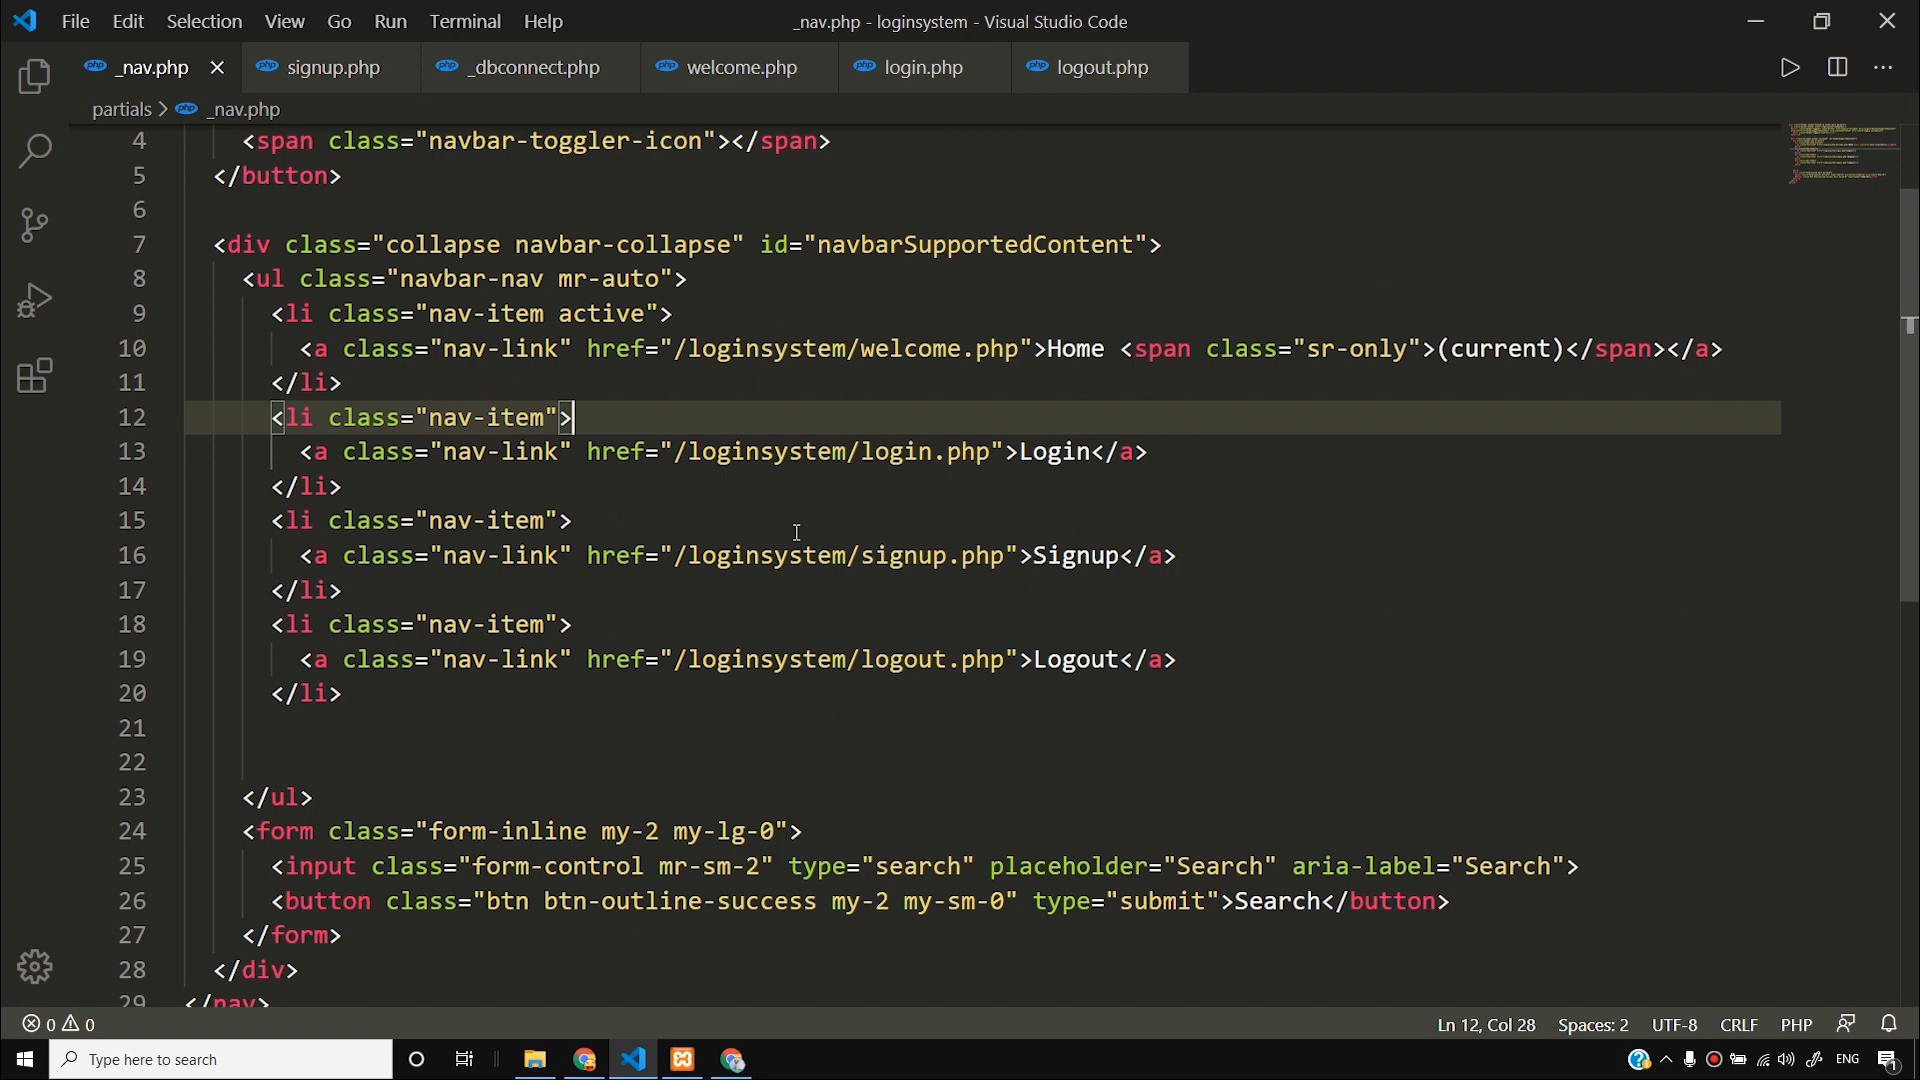 File Edit Selection View Go Run Terminal Help
_nav.php - loginsystem - Visual Studio Code
_nav.php
signup.php
_dbconnect.php
welcome.php
login.php
logout.php
partials > _nav.php
4 <span class="navbar-toggler-icon"></span>
5 </button>
6
7 <div class="collapse navbar-collapse" id="navbarSupportedContent">
8 <ul class="navbar-nav mr-auto">
9 <li class="nav-item active">
10 <a class="nav-link" href="/loginsystem/welcome.php">Home <span class="sr-only">(current)</span></a>
11 </li>
12 <li class="nav-item">
13 <a class="nav-link" href="/loginsystem/login.php">Login</a>
14 </li>
15 <li class="nav-item">
16 <a class="nav-link" href="/loginsystem/signup.php">Signup</a>
17 </li>
18 <li class="nav-item">
19 <a class="nav-link" href="/loginsystem/logout.php">Logout</a>
20 </li>
21
22
23 </ul>
24 <form class="form-inline my-2 my-lg-0">
25 <input class="form-control mr-sm-2" type="search" placeholder="Search" aria-label="Search">
26 <button class="btn btn-outline-success my-2 my-sm-0" type="submit">Search</button>
27 </form>
28 </div>
29 </nav>
0 0
Ln 12, Col 28 Spaces: 2 UTF-8 CRLF PHP
Type here to search
ENG
1